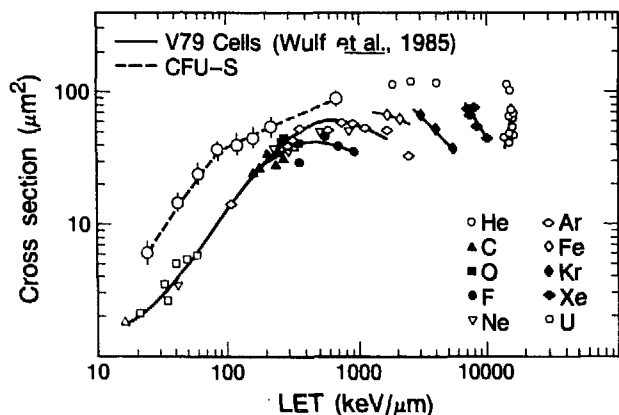 V79 Cells (Wulf et al., 1985)
CFU-S
Cross section (μm²)
100
10
He
C
O
F
Ne
Ar
Fe
Kr
Xe
U
10
100
1000
10000
LET (keV/μm)